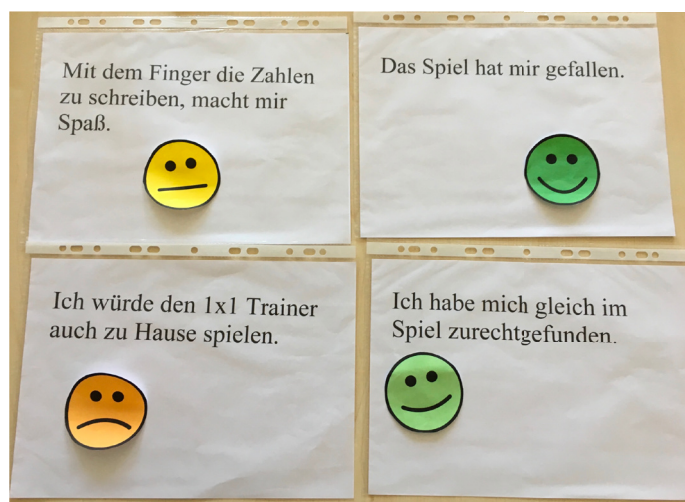 Mit dem Finger die Zahlen
zu schreiben, macht mir
Spaß.
Das Spiel hat mir gefallen.
Ich würde den 1x1 Trainer
auch zu Hause spielen.
Ich habe mich gleich im
Spiel zurechtgefunden.